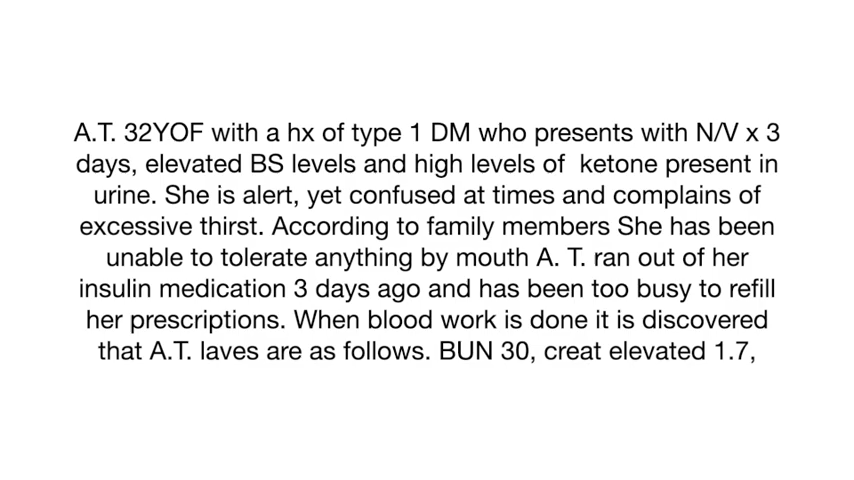 A.T. 32YOF with a hx of type 1 DM who presents with N/V x 3
days, elevated BS levels and high levels of  ketone present in
urine. She is alert, yet confused at times and complains of
excessive thirst. According to family members She has been
unable to tolerate anything by mouth A. T. ran out of her
insulin medication 3 days ago and has been too busy to refill
her prescriptions. When blood work is done it is discovered
that A.T. laves are as follows. BUN 30, creat elevated 1.7,